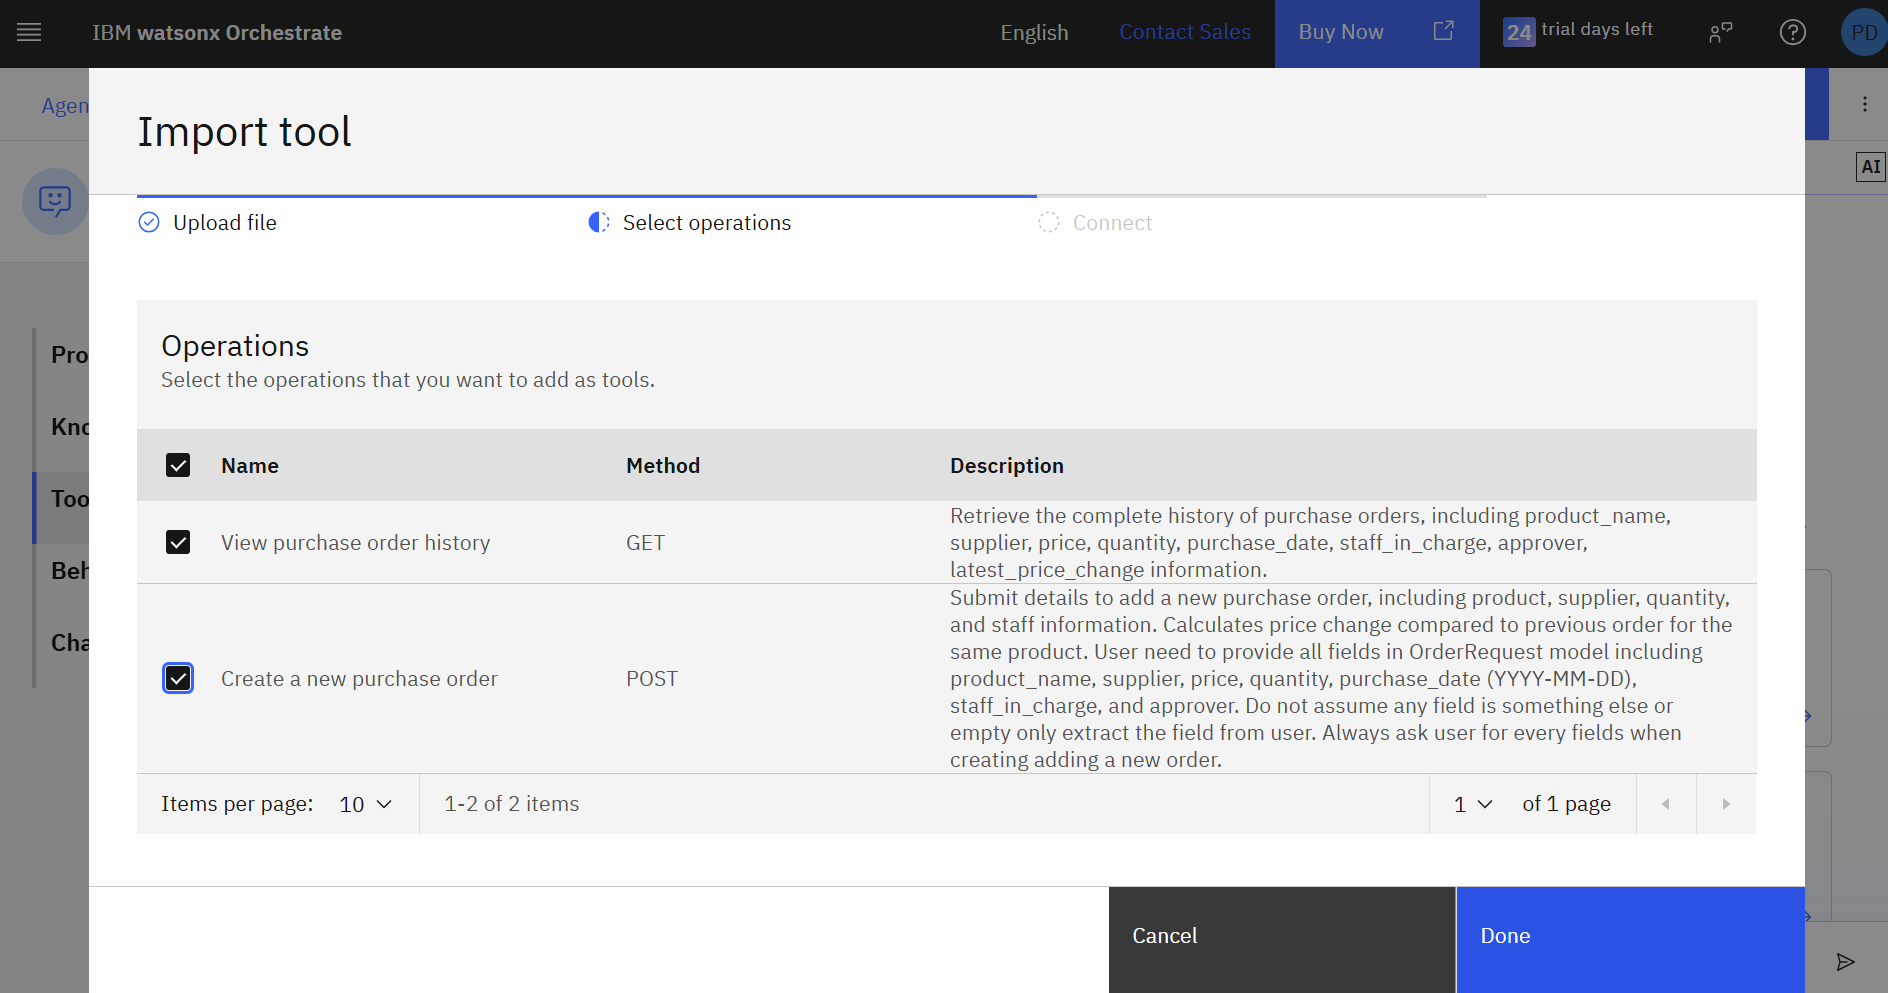 IBM watsonx Orchestrate
English
Contact Sales
Buy Now
24 trial days left
PD
Agen
AI
Import tool
Upload file
Select operations
Connect
Pro
Kno
Too
Beh
Cha
Operations
Select the operations that you want to add as tools.
Name Method Description
View purchase order history GET Retrieve the complete history of purchase orders, including product_name,
supplier, price, quantity, purchase_date, staff_in_charge, approver,
latest_price_change information.
Create a new purchase order POST Submit details to add a new purchase order, including product, supplier, quantity,
and staff information. Calculates price change compared to previous order for the
same product. User need to provide all fields in OrderRequest model including
product_name, supplier, price, quantity, purchase_date (YYYY-MM-DD),
staff_in_charge, and approver. Do not assume any field is something else or
empty only extract the field from user. Always ask user for every fields when
creating adding a new order.
Items per page: 10 1-2 of 2 items 1 of 1 page
Cancel
Done